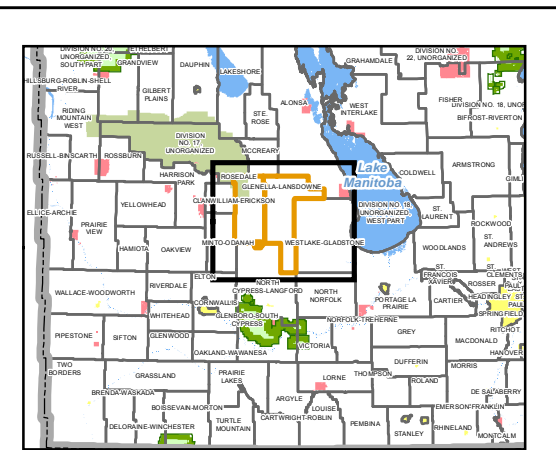 DIVISION NO. 20,
UNORGANIZED,
SOUTH PART
ETHELBERT
GRANDVIEW
DAUPHIN
LAKESHORE
GRAHAMDALE
DIVISION NO.
22, UNORGANIZED
HILLSBURG-ROBLIN-SHELL
RIVER
GILBERT
PLAINS
ALONSA
STE.
ROSE
WEST
INTERLAKE
FISHER
DIVISION NO. 18, UNOR
BIFROST-RIVERTON
RIDING
MOUNTAIN
WEST
DIVISION
NO. 17,
UNORGANIZED
MCCREARY
RUSSELL-BINSCARTH
ROSSBURN
HARRISON
PARK
ROSEDALE
Lake
Manitoba
COLDWELL
ARMSTRONG
GIMLI
GLENELLA-LANSDOWNE
YELLOWHEAD
CLANWILLIAM-ERICKSON
DIVISION NO. 18,
UNORGANIZED,
WEST PART
ST.
LAURENT
ELLICE-ARCHIE
PRAIRIE
VIEW
ROCKWOOD
HAMIOTA
OAKVIEW
MINTO-ODANAH
WESTLAKE-GLADSTONE
WOODLANDS
ST.
ANDREWS
ELTON
ST.
FRANCOIS
XAVIER
ST.
CLEMENTS
WEST
WALLACE-WOODWORTH
RIVERDALE
NORTH
CYPRESS-LANGFORD
NORTH
NORFOLK
PORTAGE LA
PRAIRIE
CARTIER
ROSSER
PAUL
HEADINGLEY
ST.
PAUL
CORNWALLIS
WHITEHEAD
GLENBORO-SOUTH
CYPRESS
NORFOLK-TREHERNE
SPRINGFIELD
PIPESTONE
SIFTON
GLENWOOD
OAKLAND-WAWANESA
VICTORIA
GREY
MACDONALD
RITCHOT
HANOVER
TWO
BORDERS
GRASSLAND
PRAIRIE
LAKES
LORNE
THOMPSON
DUFFERIN
ROLAND
MORRIS
BRENDA-WASKADA
BOISSEVAIN-MORTON
ARGYLE
LOUISE
DE SALABERRY
EMERSON-FRANKLIN
DELORAINE-WINCHESTER
TURTLE
MOUNTAIN
CARTWRIGHT-ROBLIN
PEMBINA
STANLEY
RHINELAND
MONTCALM